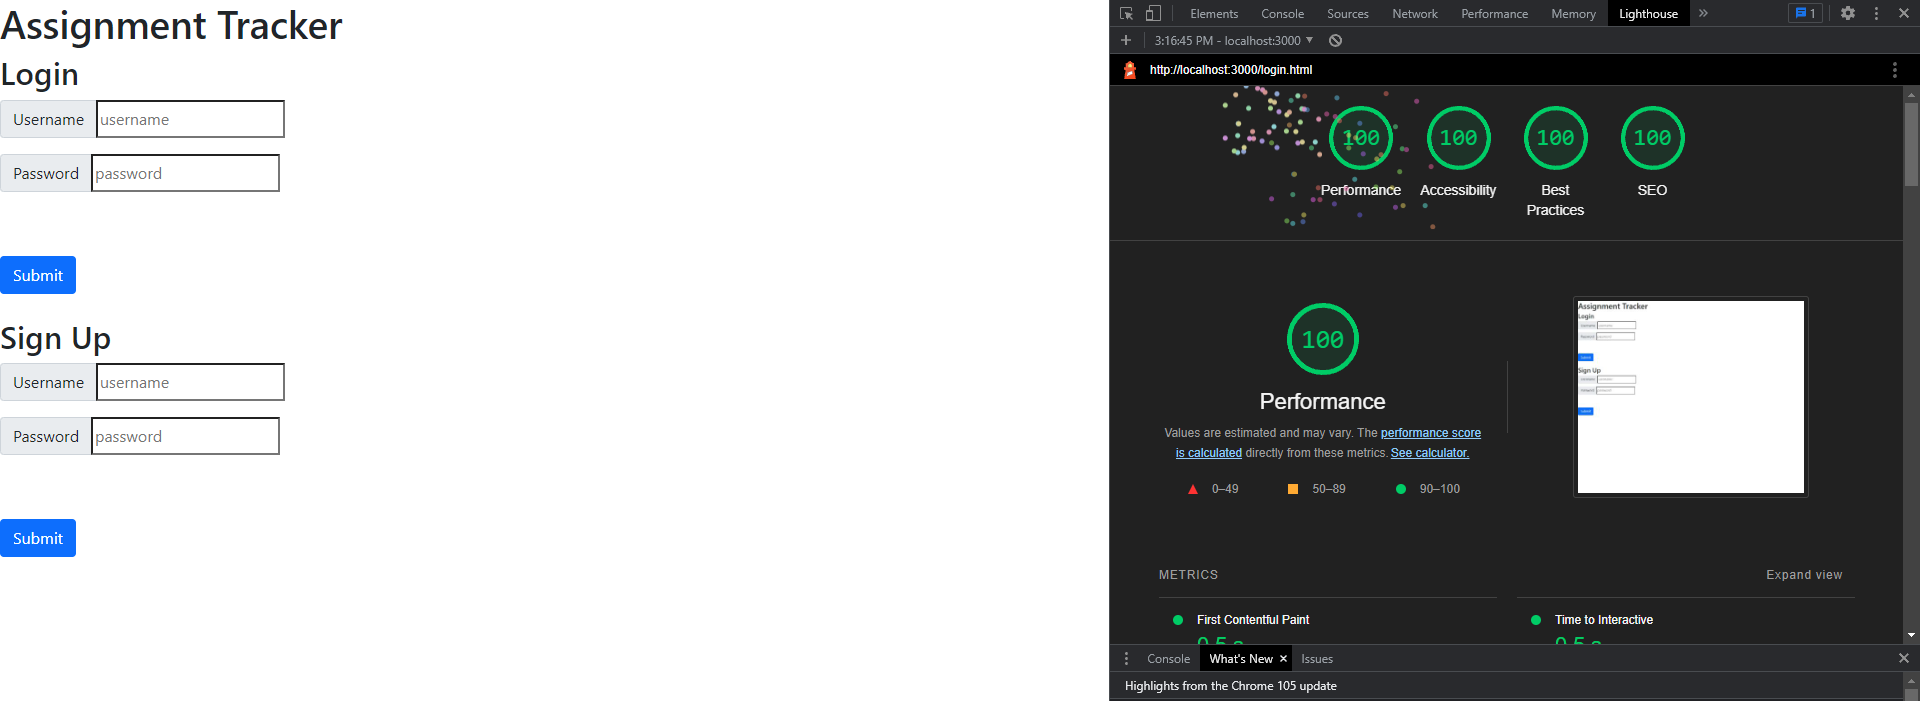 Assignment Tracker
Login
Username username
Password password
Submit
Sign Up
Username username
Password password
Submit
Elements Console Sources Network Performance Memory Lighthouse » 1
3:16:45 PM - localhost:3000
http://localhost:3000/login.html
100 100 100 100
Performance Accessibility Best Practices SEO
100
Performance
Values are estimated and may vary. The performance score
is calculated directly from these metrics. See calculator.
0–49 50–89 90–100
Assignment Tracker
Login
Sign Up
METRICS Expand view
First Contentful Paint Time to Interactive
Console What's New Issues
Highlights from the Chrome 105 update